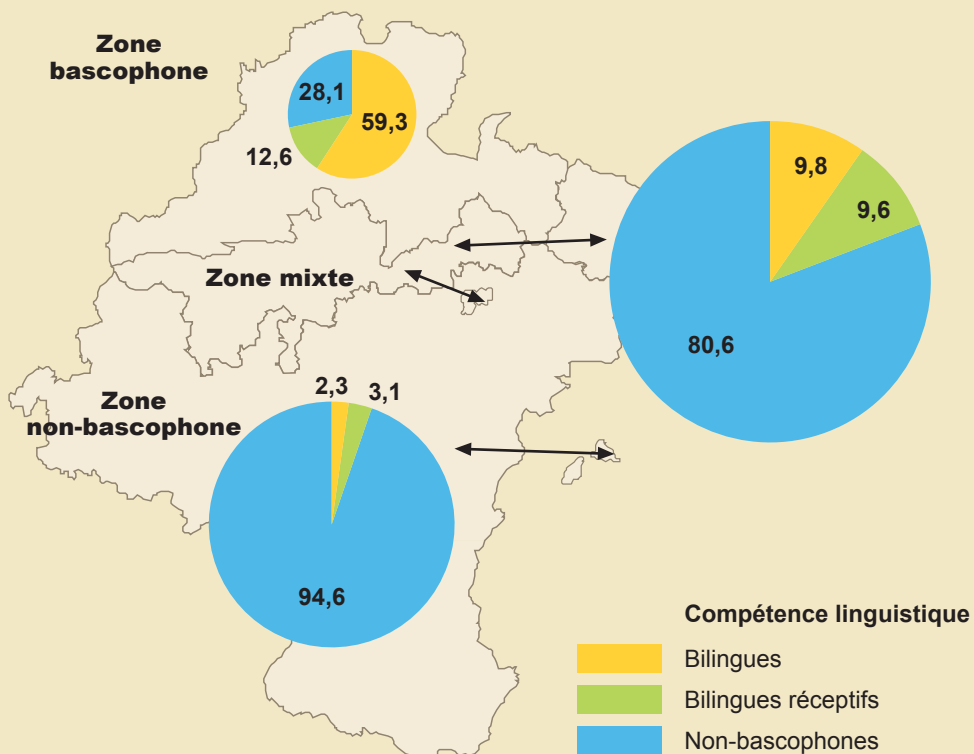 Zone
bascophone
28,1
59,3
12,6
9,8
9,6
80,6
Zone mixte
Zone
non-bascophone
2,3
3,1
94,6
Compétence linguistique
Bilingues
Bilingues réceptifs
Non-bascophones